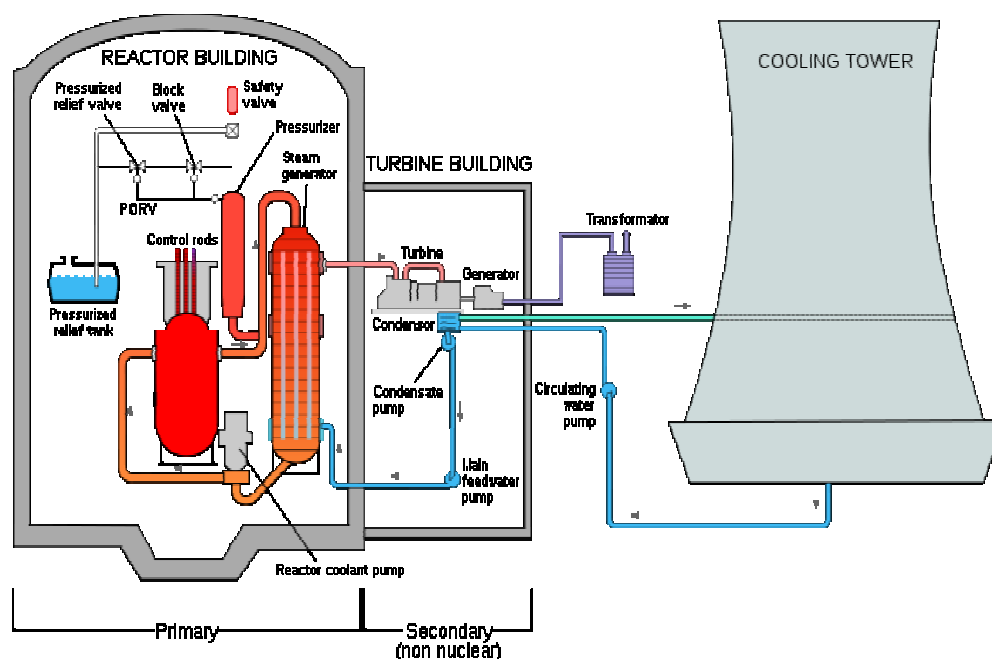 REACTOR BUILDING
COOLING TOWER
Pressurized
relief valve
Block
valve
Safety
valve
Pressurizer
Steam
generator
TURBINE BUILDING
PORV
Control rods
Transformator
Turbine
Generator
Pressurized
relief tank
Condensor
Condensate
pump
Circulating
water
pump
Main
feedwater
pump
Reactor coolant pump
Primary
Secondary
(non nuclear)